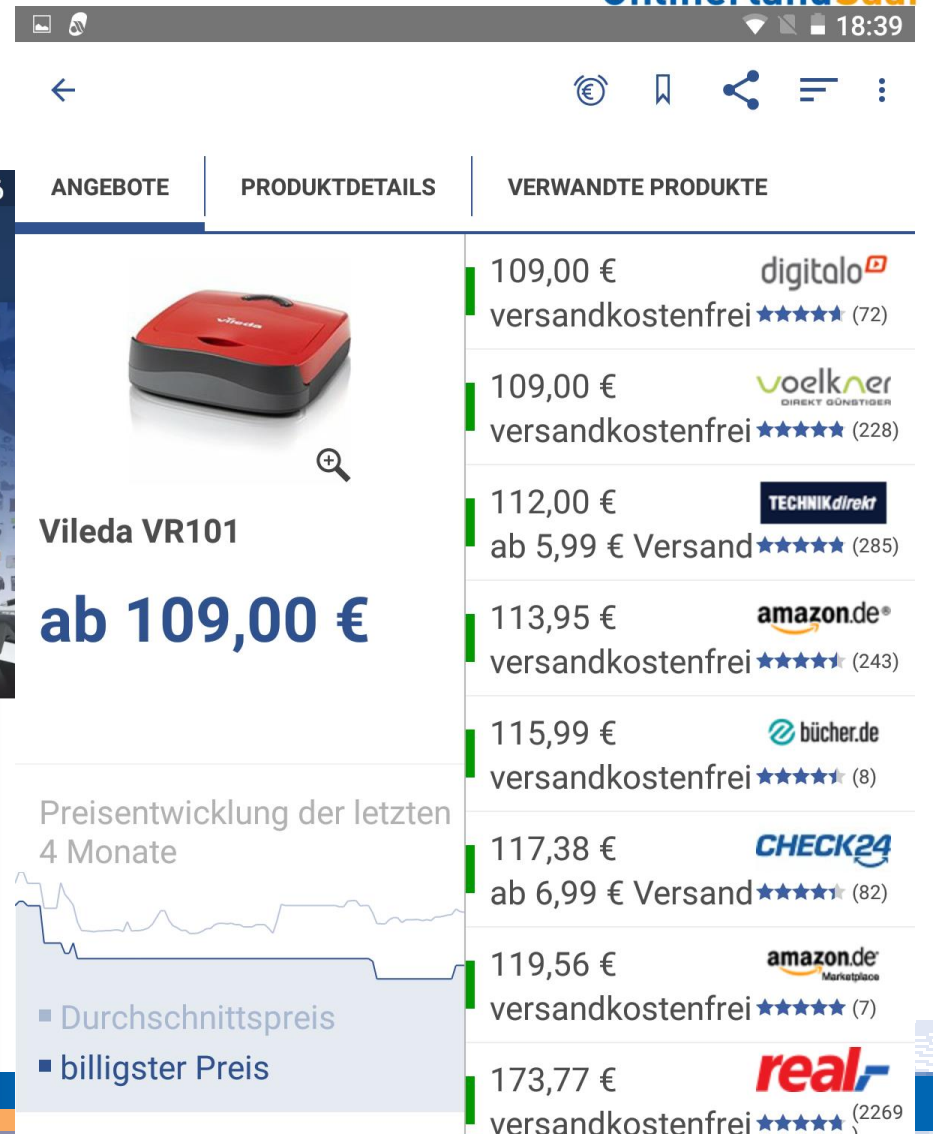 18:39
ANGEBOTE
PRODUKTDETAILS
VERWANDTE PRODUKTE
Vileda
Vileda VR101
ab 109,00 €
Preisentwicklung der letzten
4 Monate
Durchschnittspreis
billigster Preis
109,00 €
digitalo
versandkostenfrei (72)
109,00 €
voelkner
DIREKT GÜNSTIGER
versandkostenfrei (228)
112,00 €
TECHNIKdirekt
ab 5,99 € Versand (285)
113,95 €
amazon.de®
versandkostenfrei (243)
115,99 €
bücher.de
versandkostenfrei (8)
117,38 €
CHECK24
ab 6,99 € Versand (82)
119,56 €
amazon.de
Marketplace
versandkostenfrei (7)
173,77 €
real,-
versandkostenfrei (2269
)